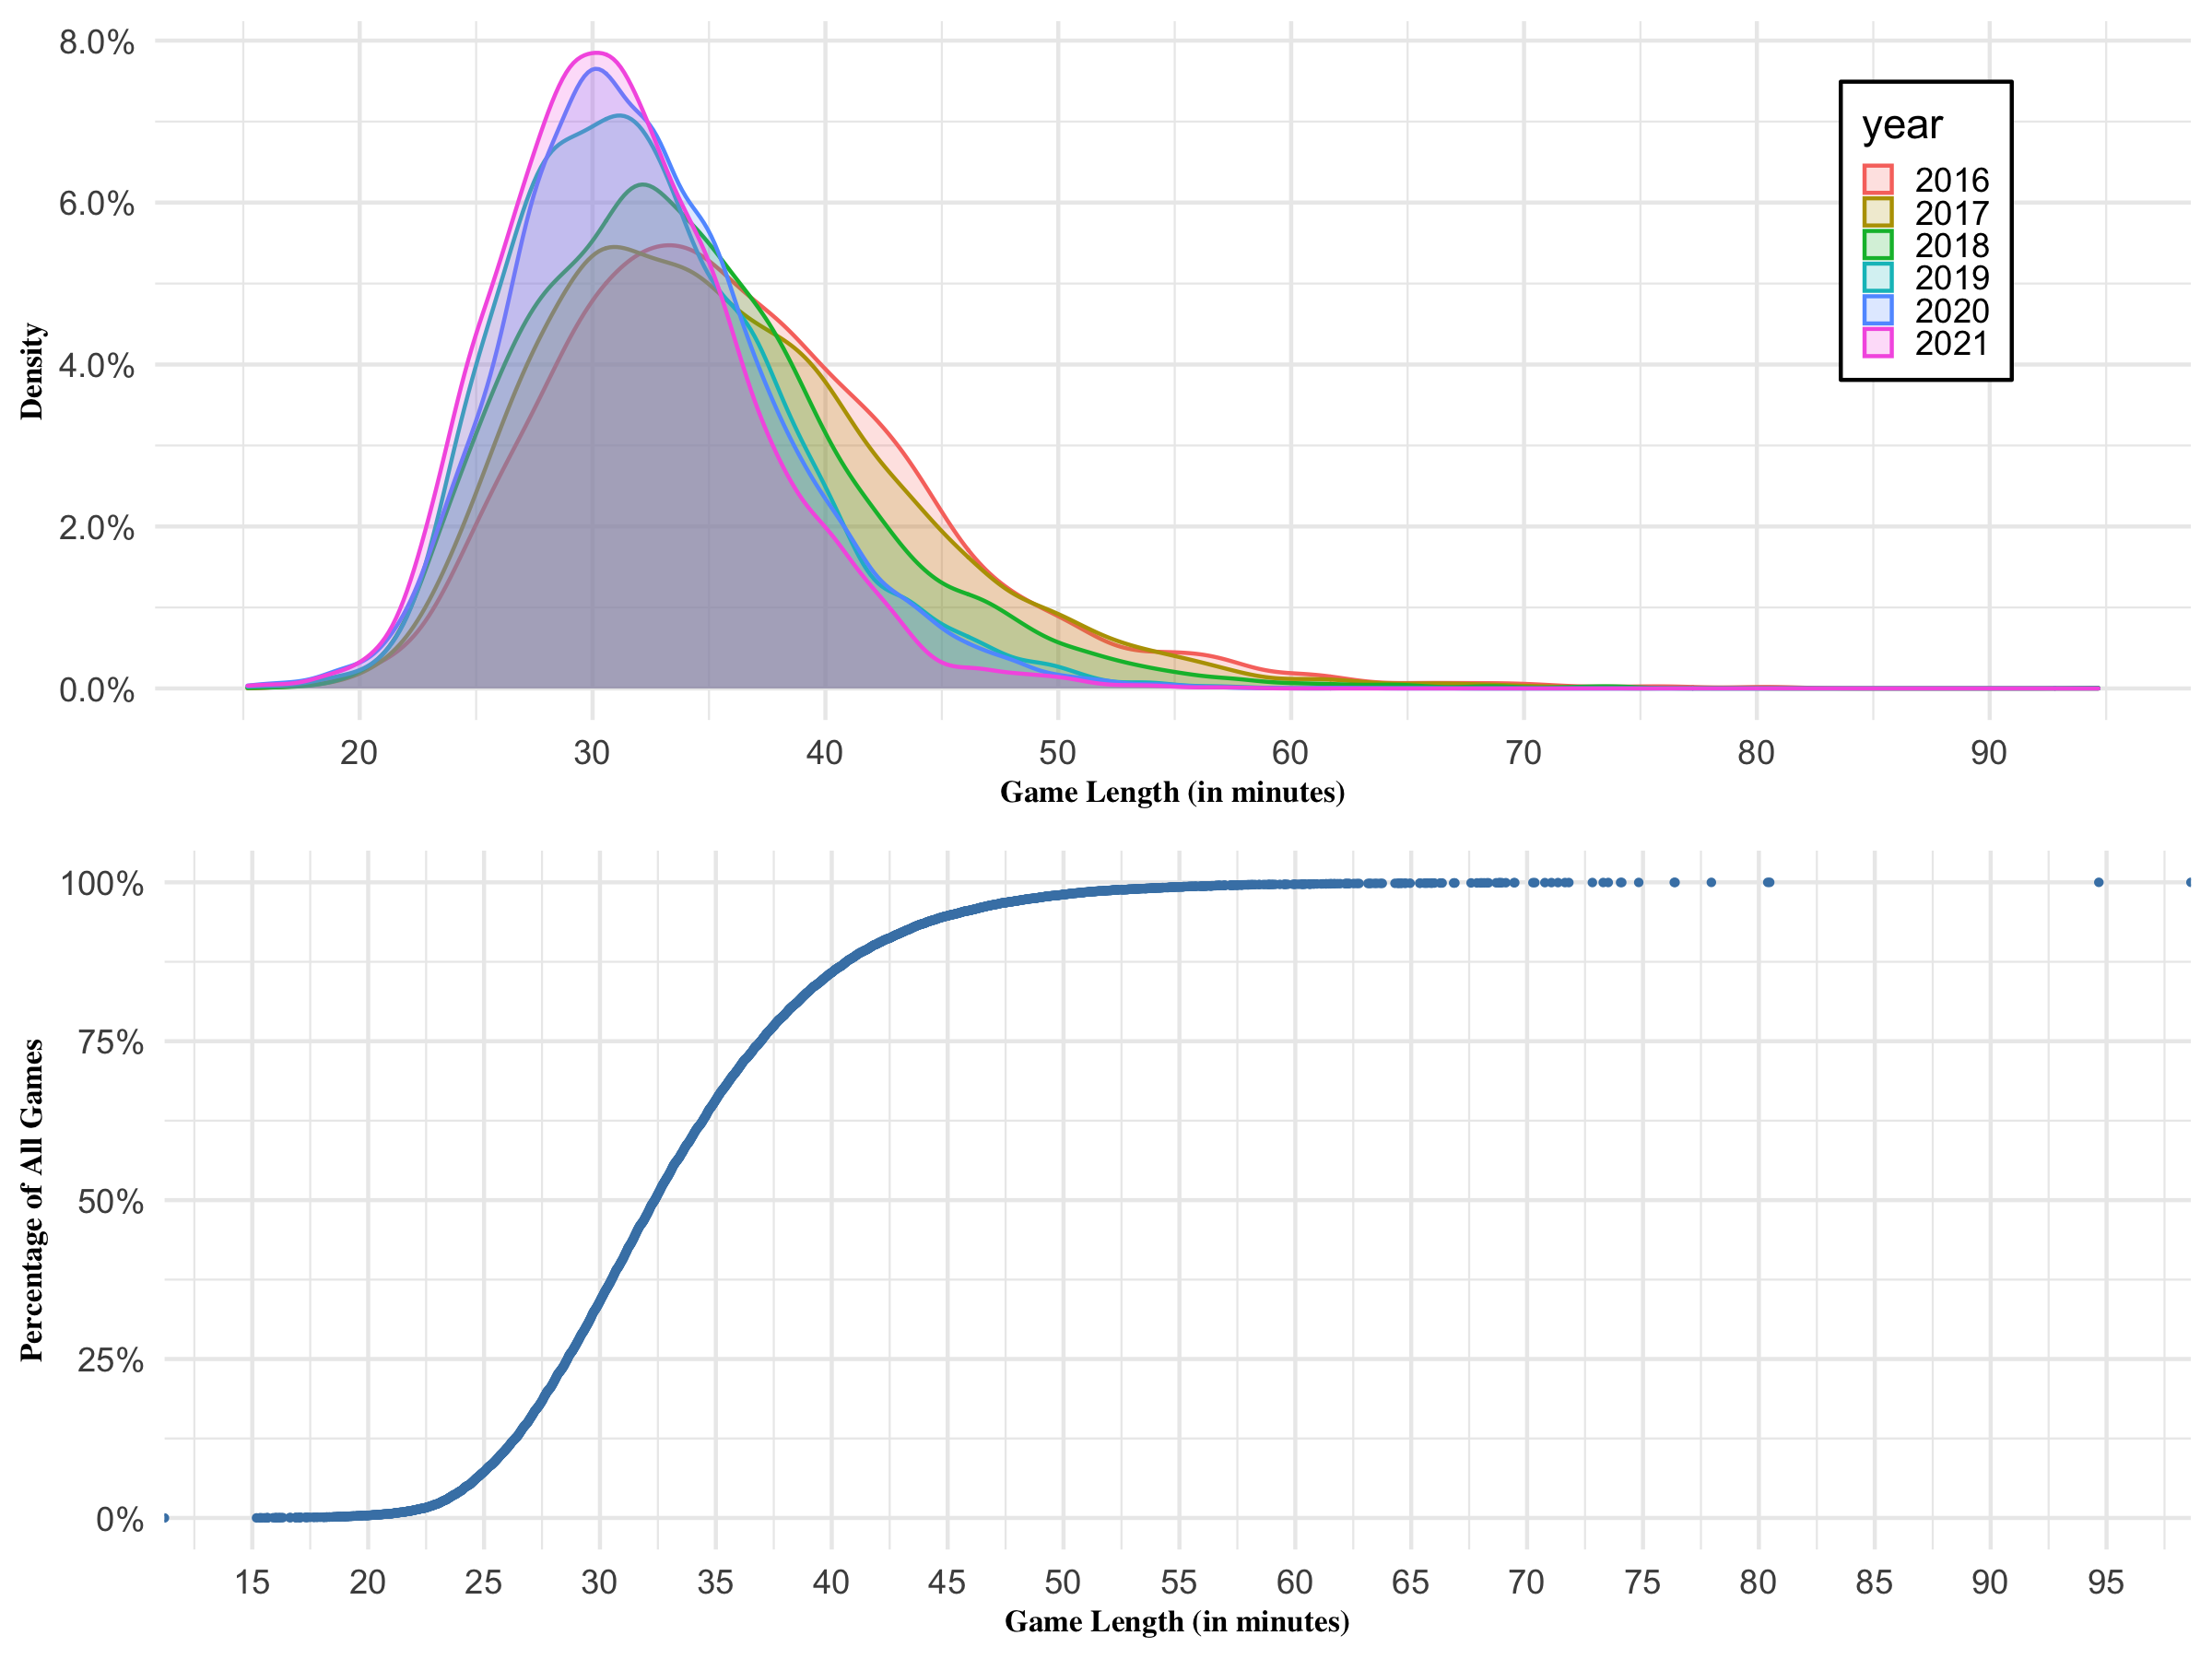 8.0%
6.0%
4.0%
2.0%
0.0%
Density
year
2016
2017
2018
2019
2020
2021
20 30 40 50 60 70 80 90
Game Length (in minutes)
100%
75%
50%
25%
0%
Percentage of All Games
15 20 25 30 35 40 45 50 55 60 65 70 75 80 85 90 95
Game Length (in minutes)